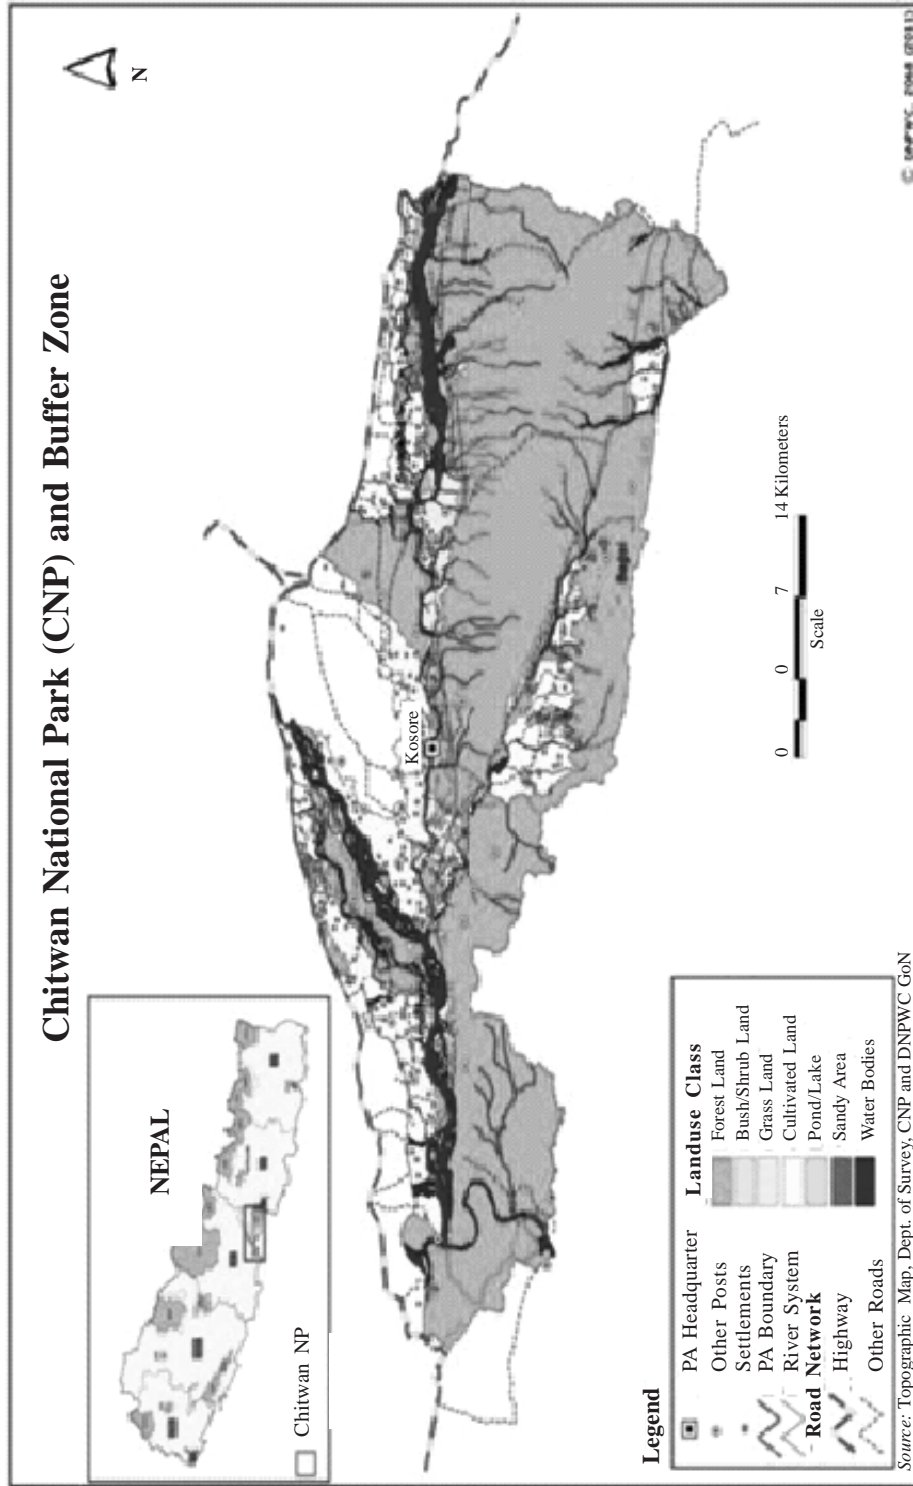 Chitwan National Park (CNP) and Buffer Zone
N
NEPAL
Chitwan NP
Kosore
0 7 14 Kilometers
0
Scale
Legend
PA Headquarter
Other Posts
Settlements
PA Boundary
River System
Road Network
Highway
Other Roads
Landuse Class
Forest Land
Bush/Shrub Land
Grass Land
Cultivated Land
Pond/Lake
Sandy Area
Water Bodies
Source: Topographic Map, Dept. of Survey, CNP and DNPWC GoN
© DNPWC, 2068 (2011)